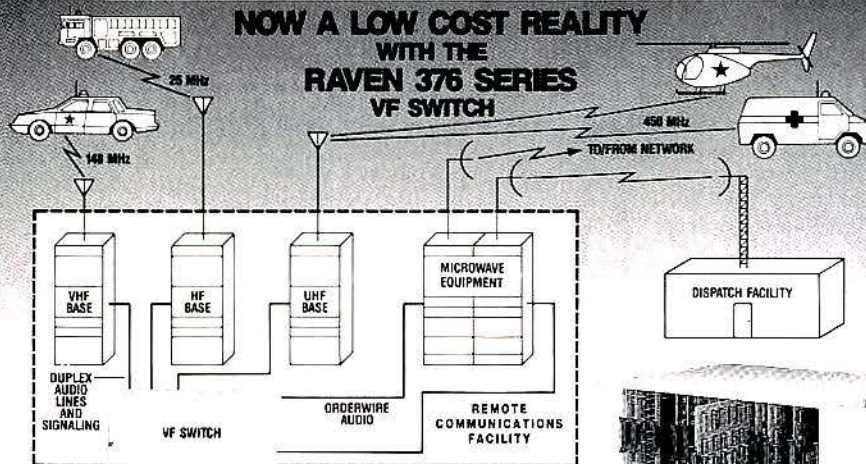 NOW A LOW COST REALITY
WITH THE
RAVEN 376 SERIES
VF SWITCH
25 MHz
148 MHz
450 MHz
TO/FROM NETWORK
VHF
BASE
HF
BASE
UHF
BASE
MICROWAVE
EQUIPMENT
DISPATCH FACILITY
DUPLEX
AUDIO
LINES
AND
SIGNALING
VF SWITCH
ORDERWIRE
AUDIO
REMOTE
COMMUNICATIONS
FACILITY